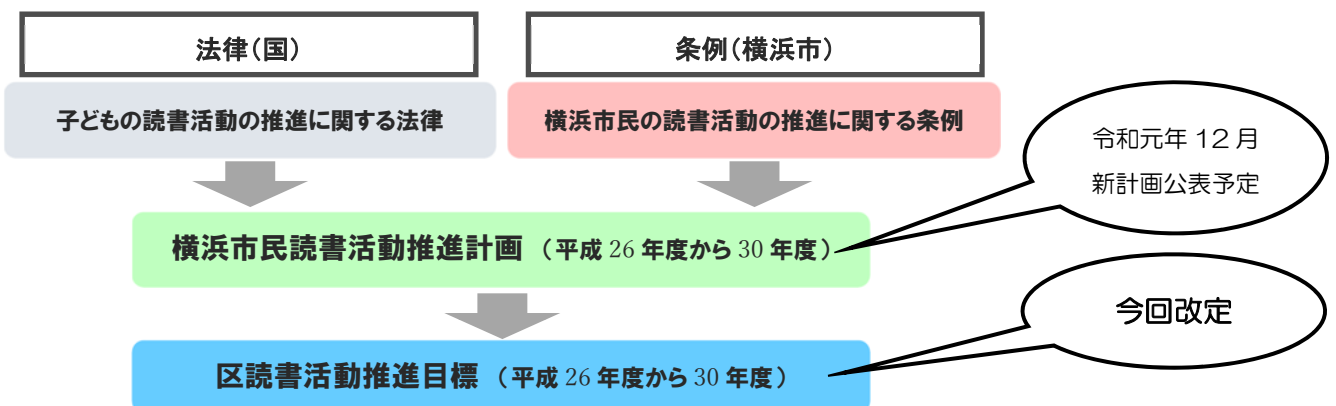 法律(国)
条例(横浜市)
子どもの読書活動の推進に関する法律
横浜市民の読書活動の推進に関する条例
令和元年 12 月
新計画公表予定
横浜市民読書活動推進計画 (平成 26 年度から 30 年度)
今回改定
区読書活動推進目標 (平成 26 年度から 30 年度)